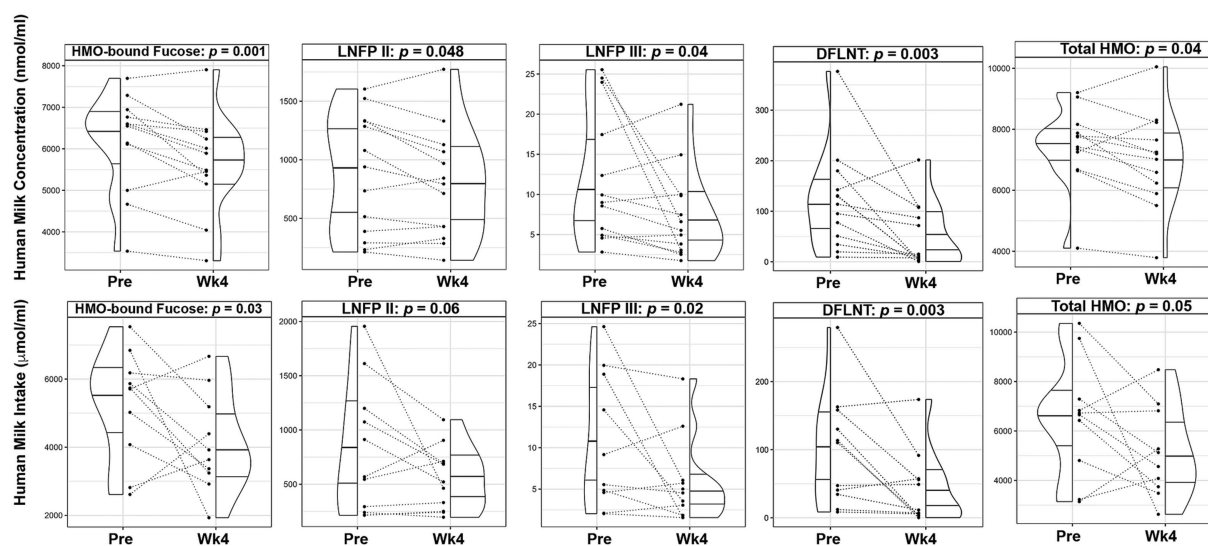 Human Milk Concentration (nmol/ml)
HMO-bound Fucose: p = 0.001
8000
7000
6000
5000
4000
Pre Wk4
LNFP II: p = 0.048
1500
1000
500
Pre Wk4
LNFP III: p = 0.04
25
20
15
10
5
Pre Wk4
DFLNT: p = 0.003
300
200
100
0
Pre Wk4
Total HMO: p = 0.04
10000
8000
6000
4000
Pre Wk4
Human Milk Intake (μmol/ml)
HMO-bound Fucose: p = 0.03
6000
4000
2000
Pre Wk4
LNFP II: p = 0.06
2000
1500
1000
500
Pre Wk4
LNFP III: p = 0.02
25
20
15
10
5
Pre Wk4
DFLNT: p = 0.003
200
100
0
Pre Wk4
Total HMO: p = 0.05
10000
8000
6000
4000
Pre Wk4